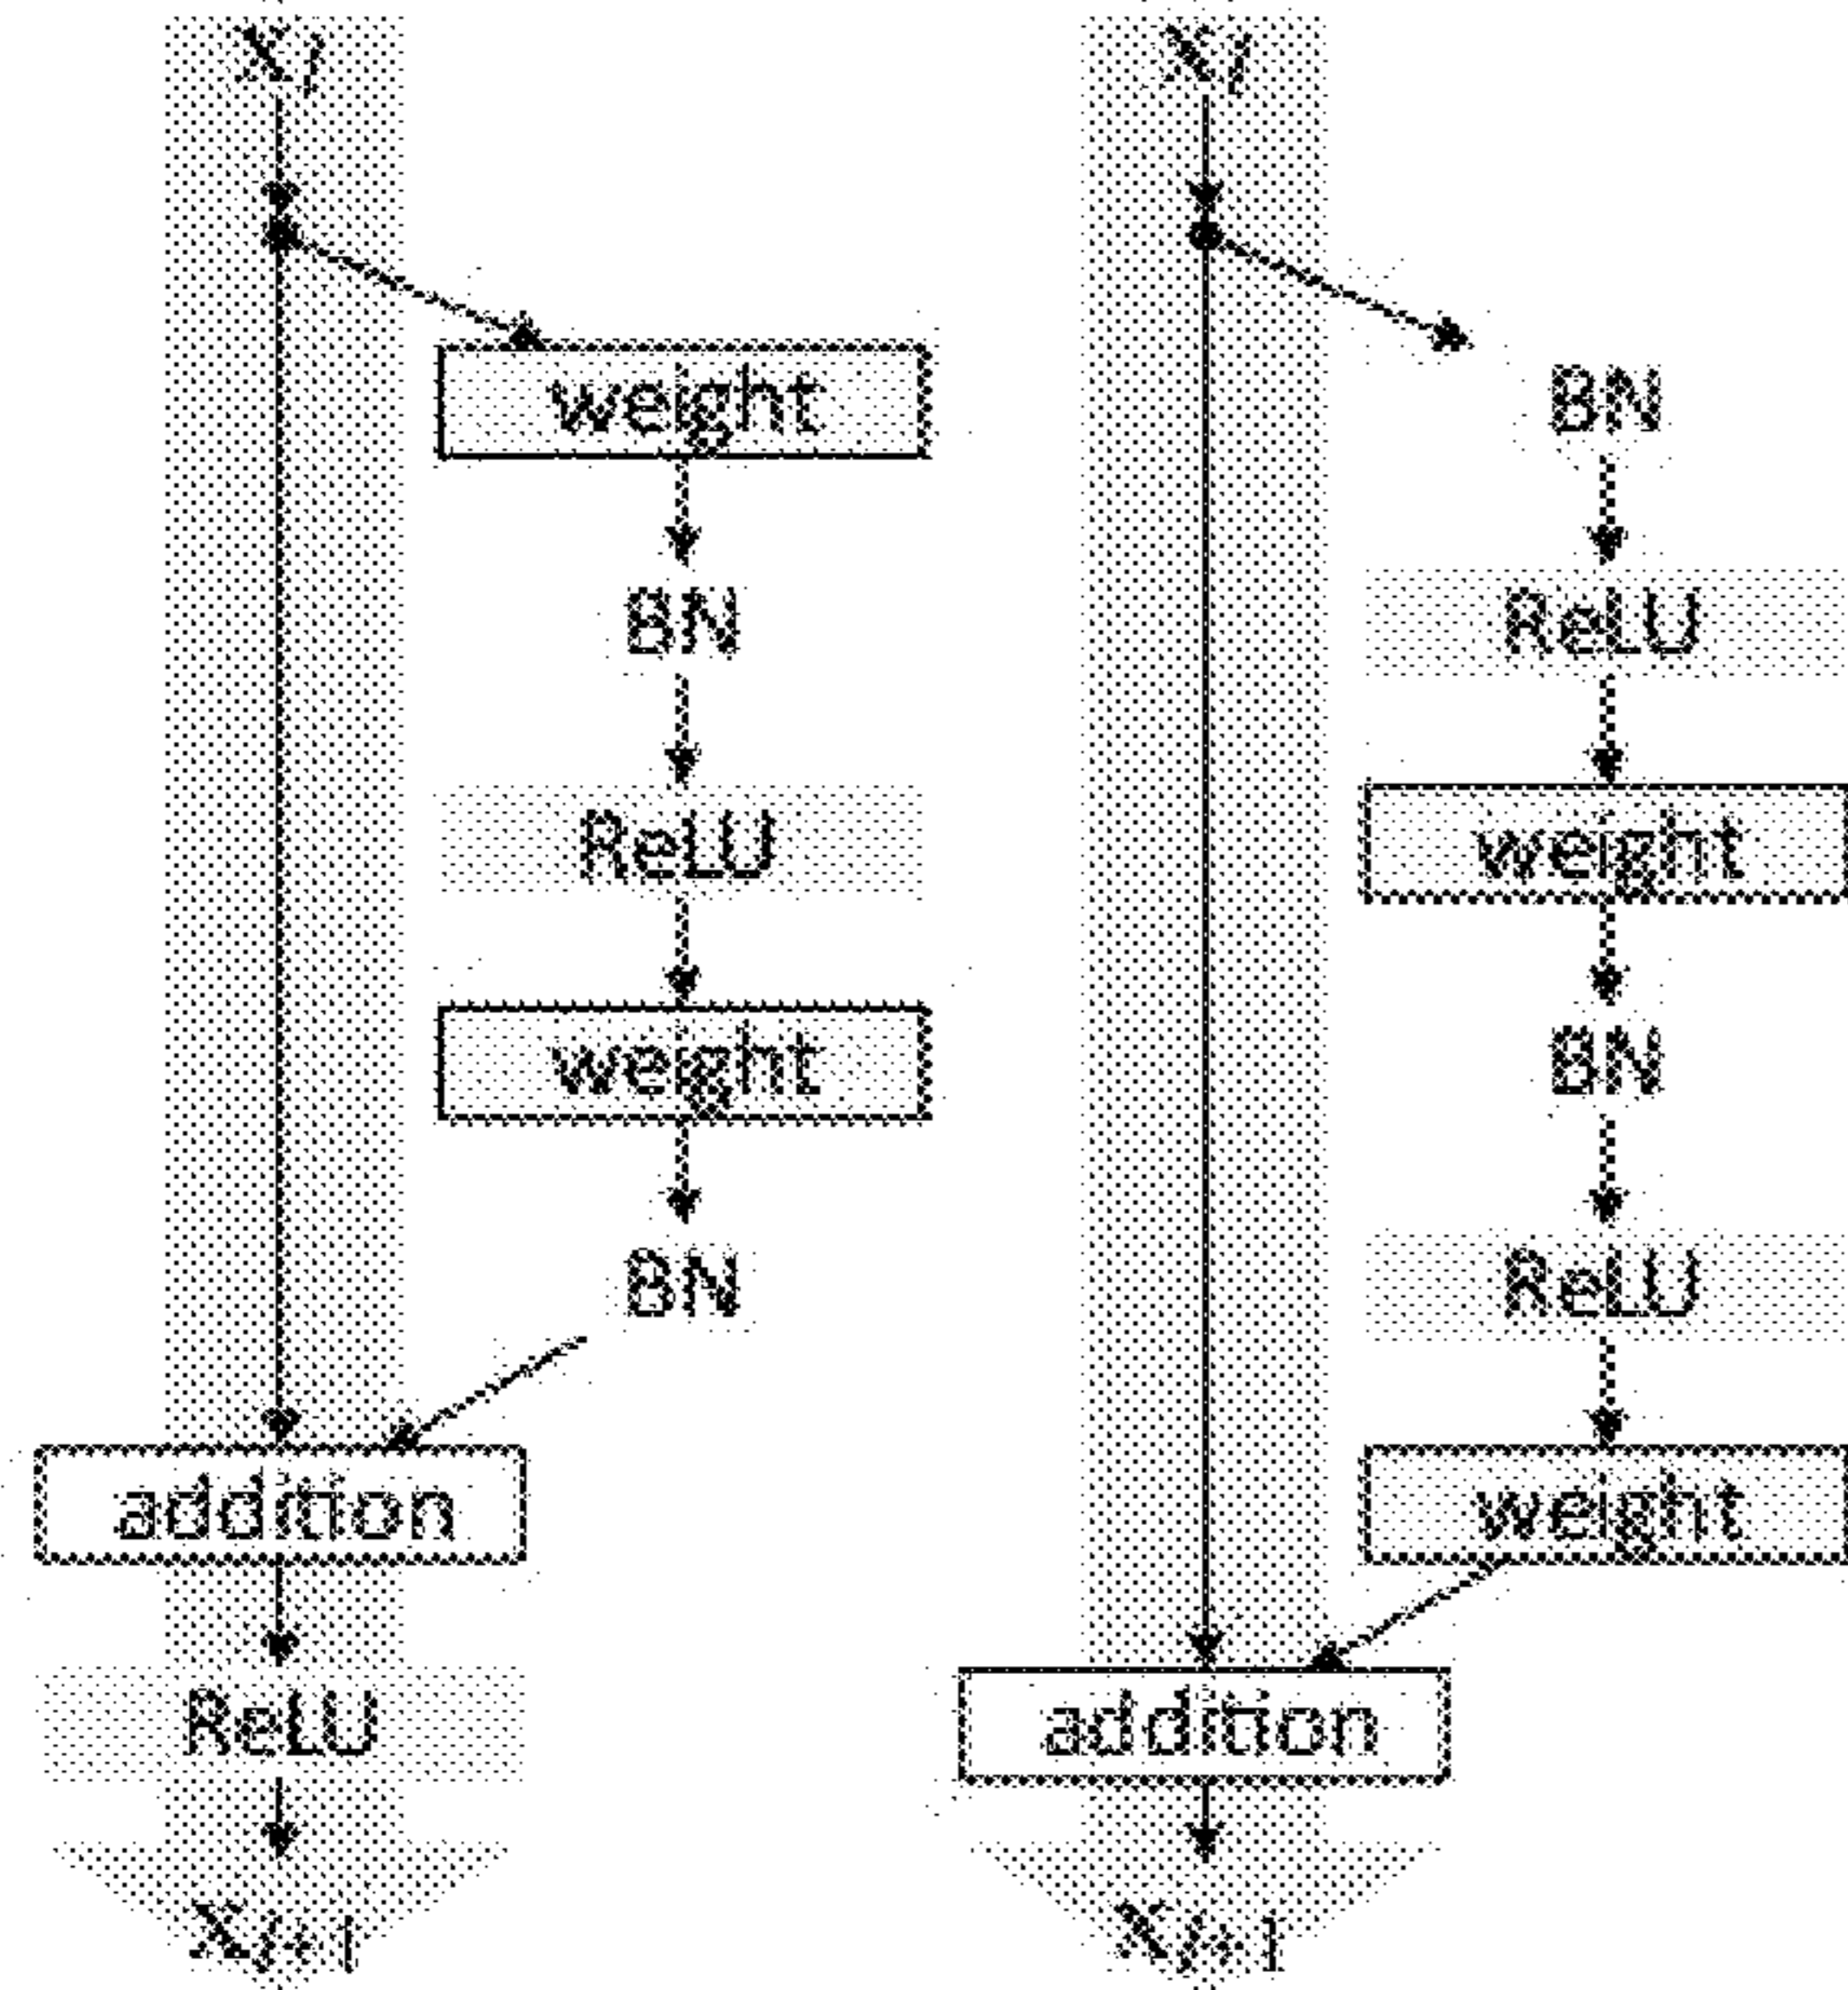 Xl
weight
BN
ReLU
weight
BN
addition
ReLU
Xl+1
Xl
BN
ReLU
weight
BN
ReLU
weight
addition
Xl+1